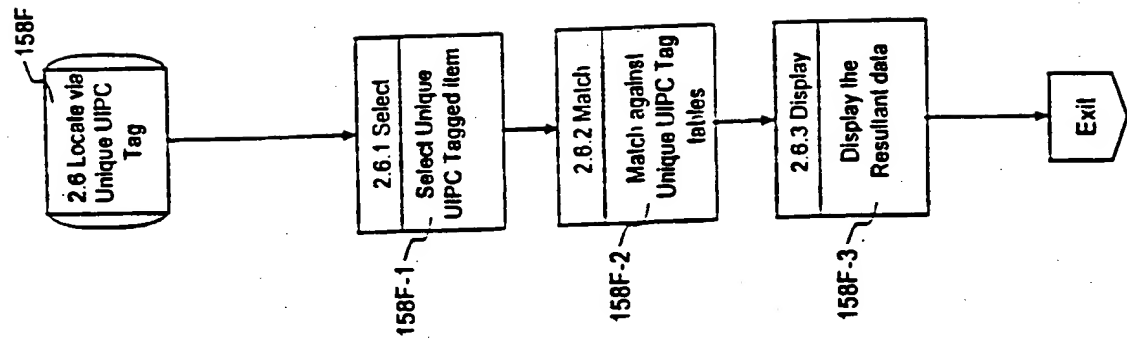 158F
2.6 Locate via
Unique UIPC
Tag
2.6.1 Select
Select Unique
UIPC Tagged item
158F-1
2.6.2 Match
Match against
Unique UIPC Tag
tables
158F-2
2.6.3 Display
Display the
Resultant data
158F-3
Exit